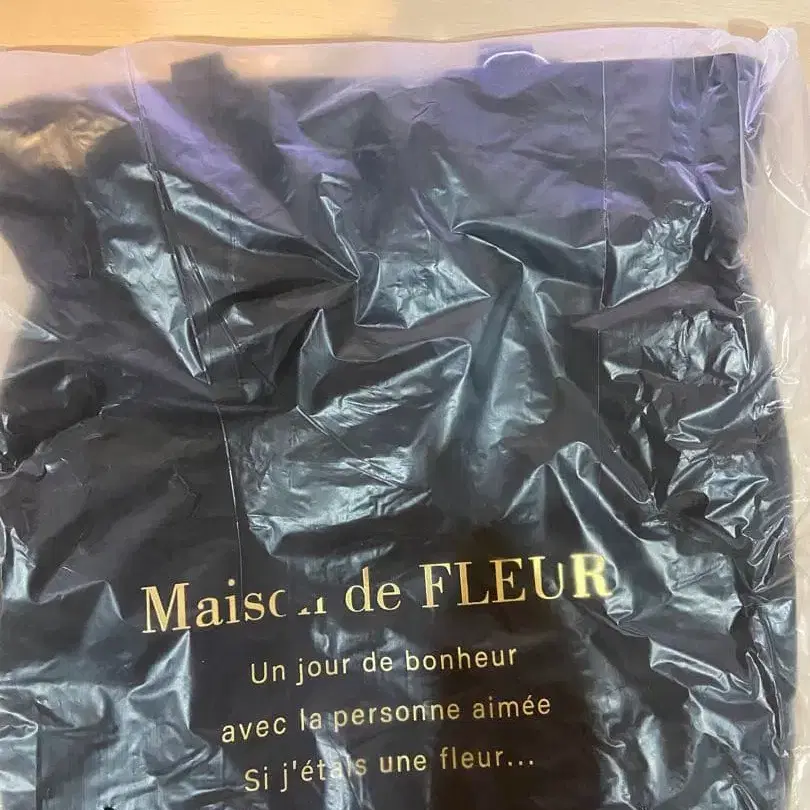 Maison de FLEUR
Un jour de bonheur
avec la personne aimée
Si j'étais une fleur...